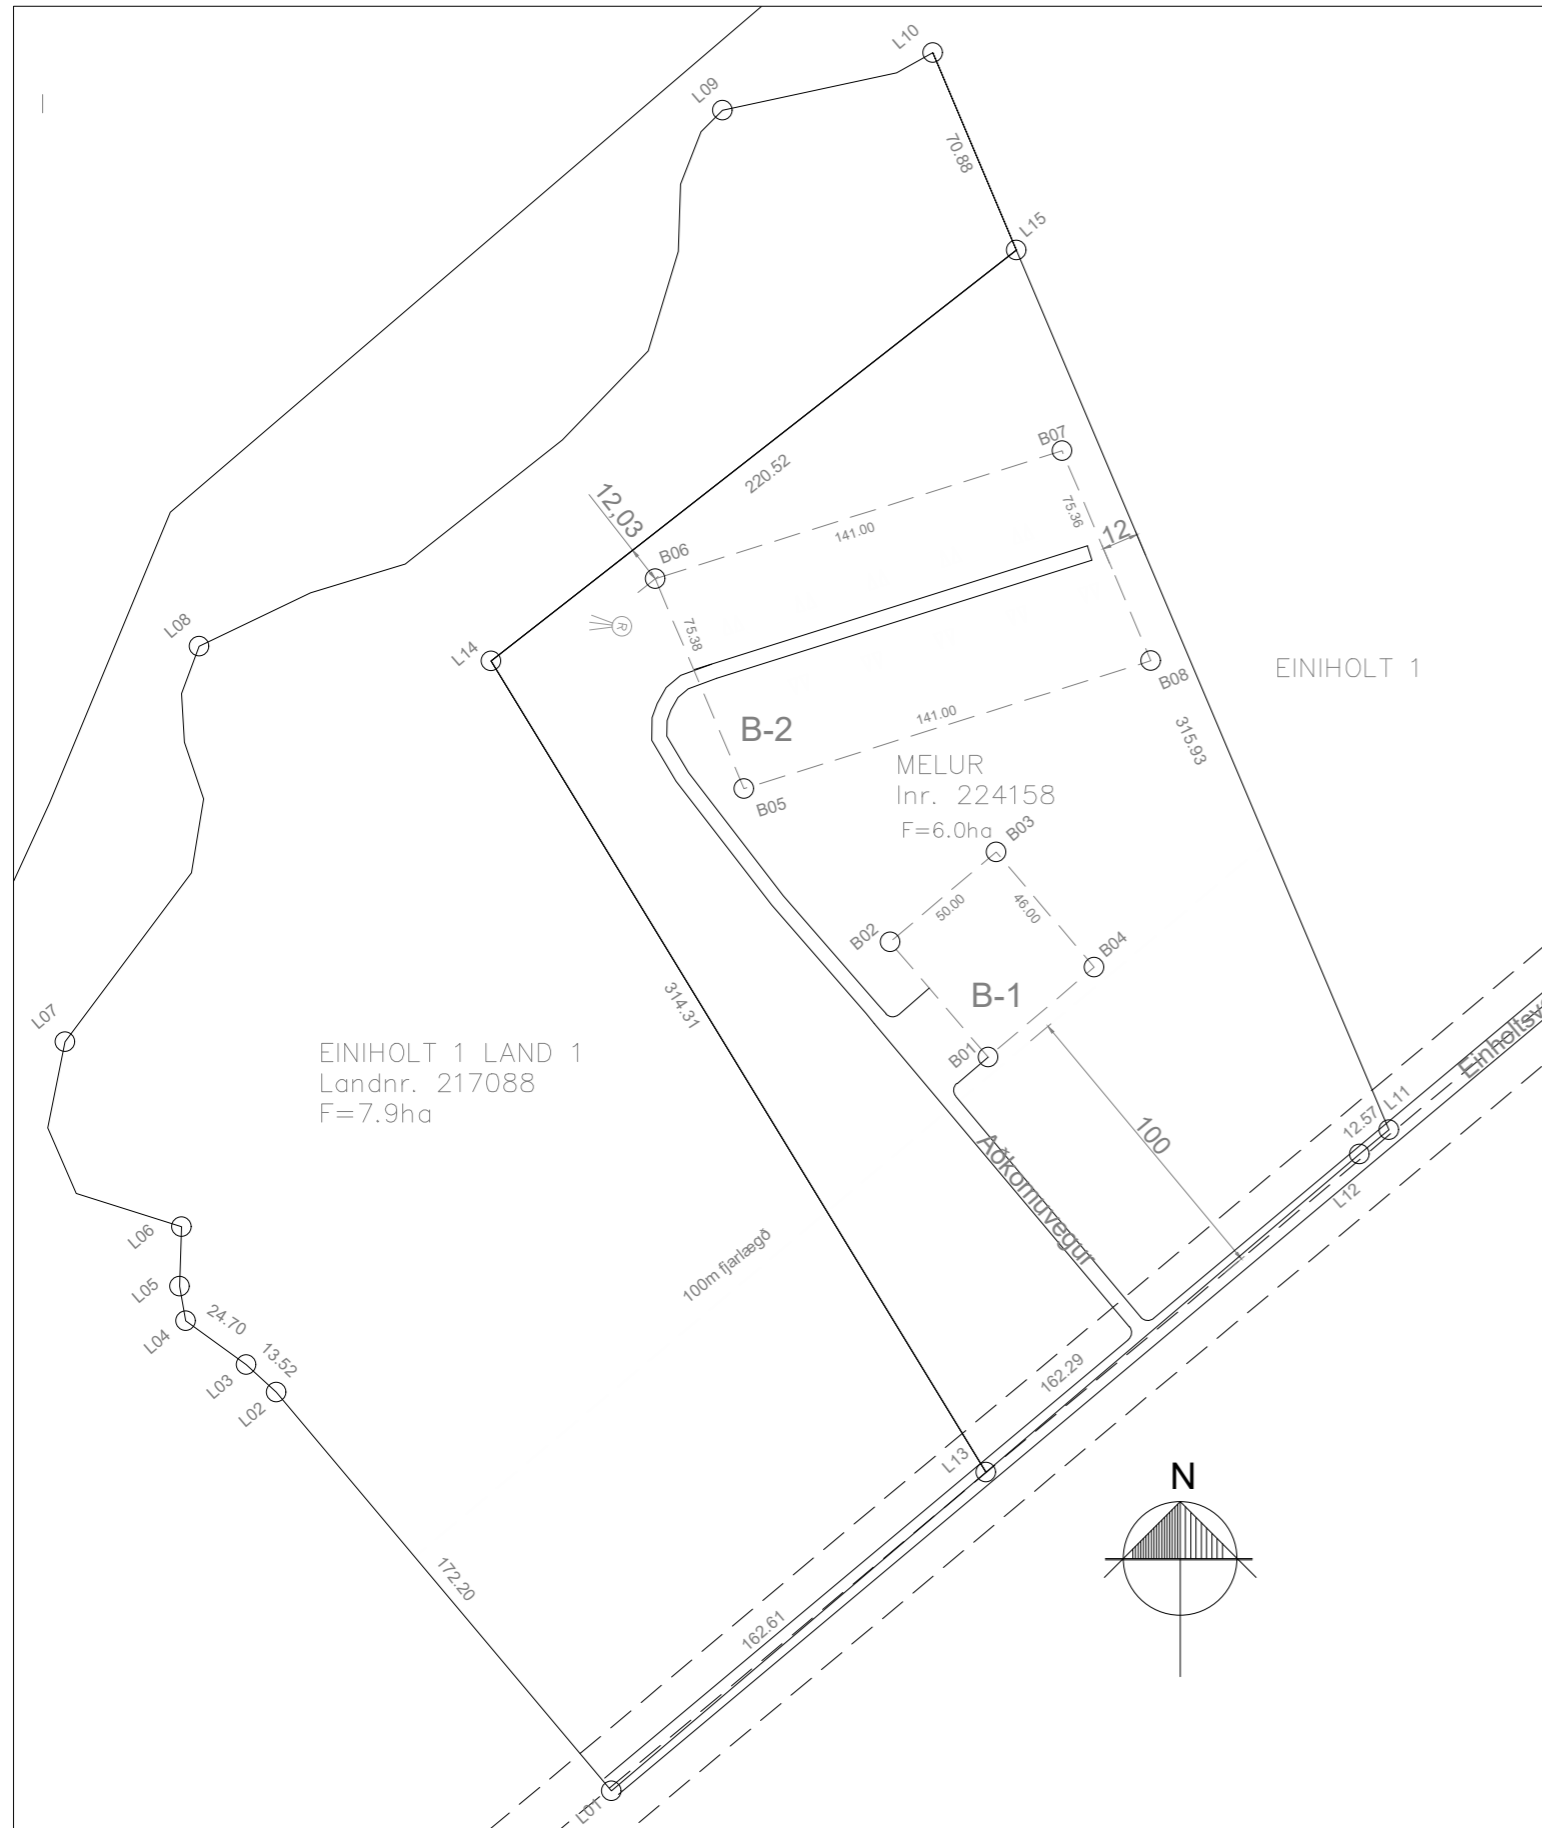 L10
L09
70.88
L15
B07
220.52
12,03
141.00
75.36
12
B06
L08
75.38
L14
EINIHOLT 1
B08
141.00
B-2
315.93
MELUR
lnr. 224158
F=6.0ha
B05
B03
50.00
46.00
B02
B04
B-1
314.31
L07
B01
EINIHOLT 1 LAND 1
Landnr. 217088
F=7.9ha
L11
12.57
100
Aðkomuvegur
L12
L06
100m fjarlægð
L05
24.70
L04
13.52
L03
162.29
L02
L13
N
172.20
162.61
L01
R